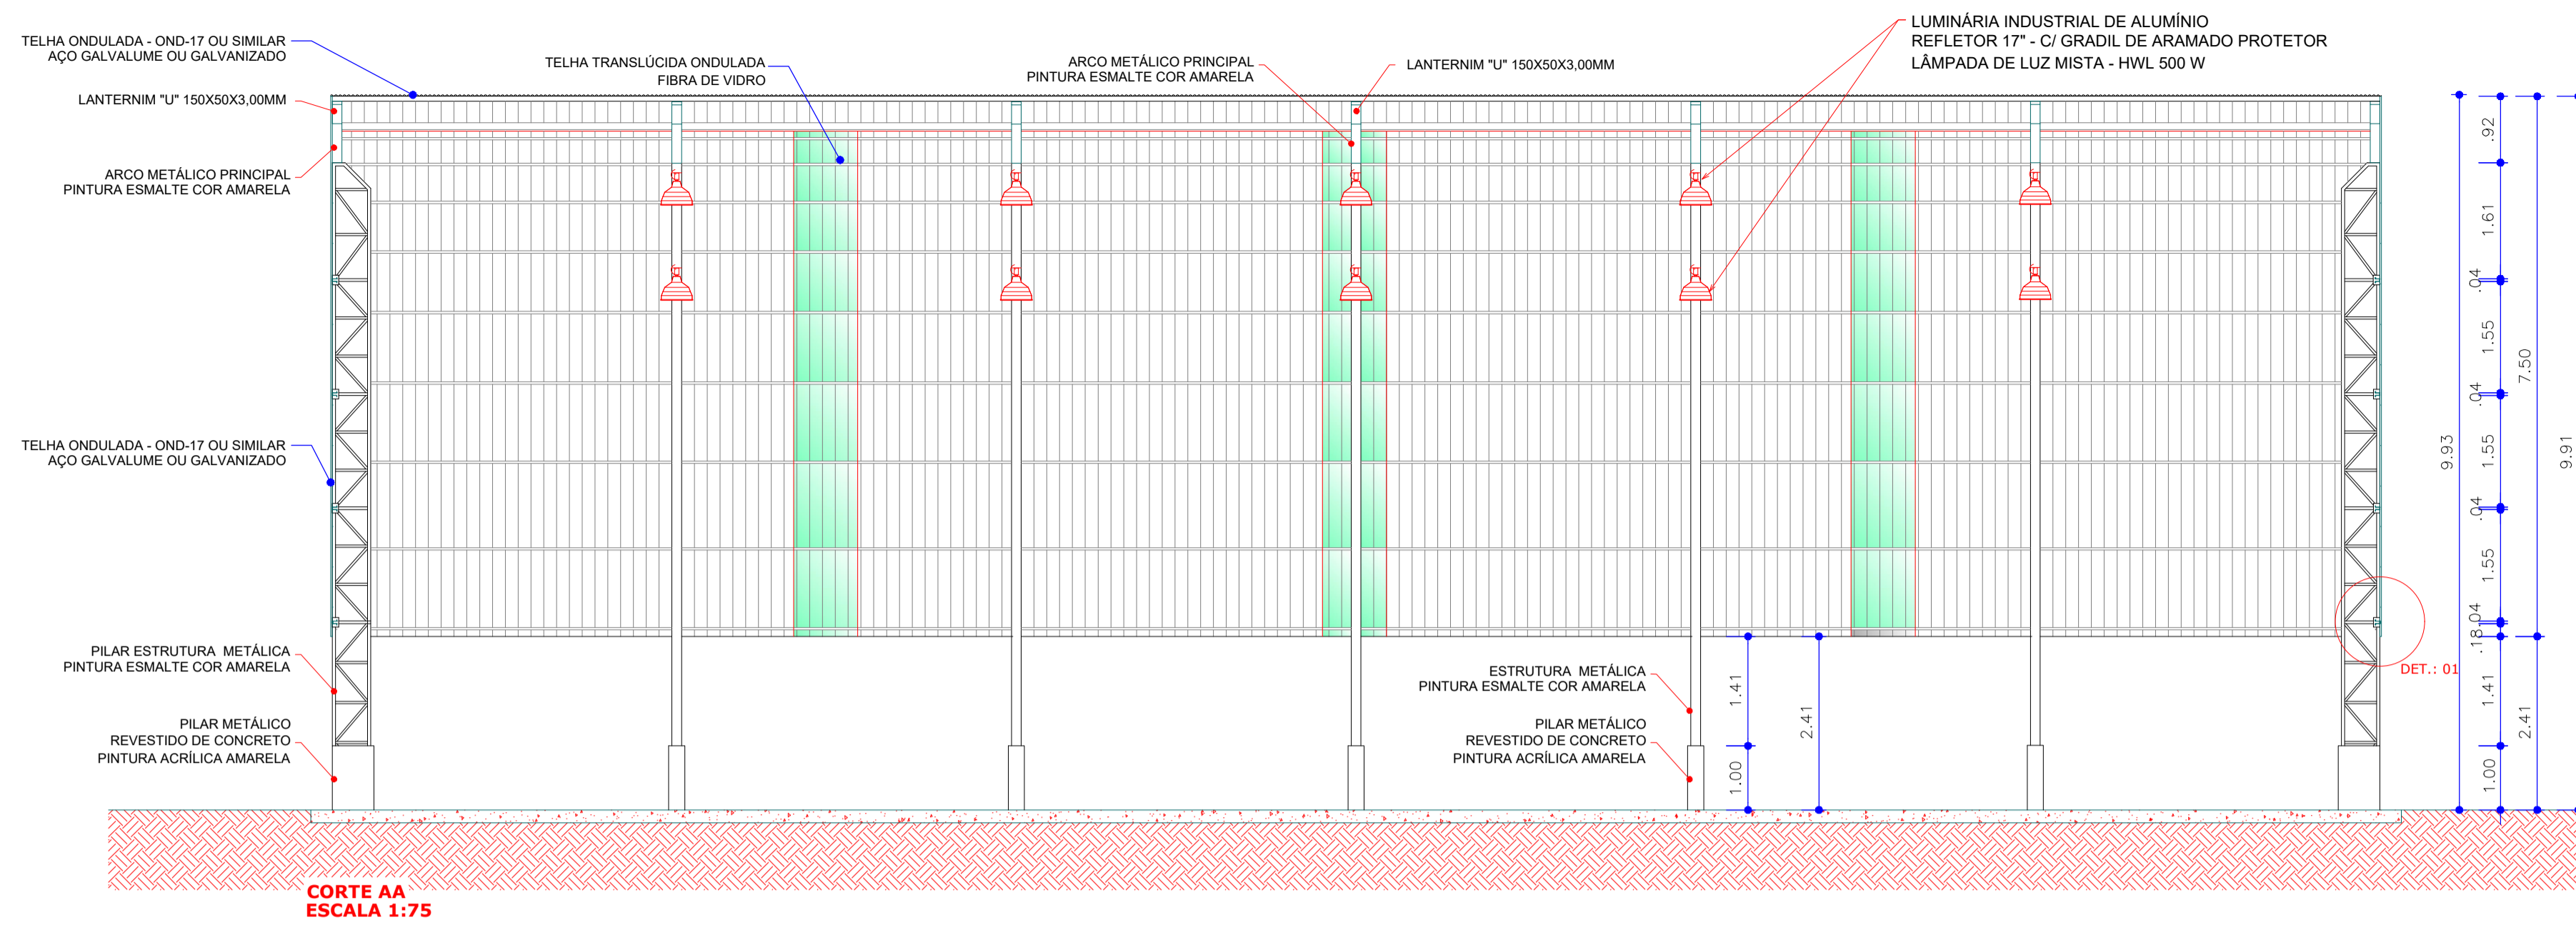 TELHA ONDULADA - OND-17 OU SIMILAR
AÇO GALVALUME OU GALVANIZADO
LANTERNIM "U" 150X50X3,00MM
ARCO METÁLICO PRINCIPAL
PINTURA ESMALTE COR AMARELA
TELHA ONDULADA - OND-17 OU SIMILAR
AÇO GALVALUME OU GALVANIZADO
PILAR ESTRUTURA METÁLICA
PINTURA ESMALTE COR AMARELA
PILAR METÁLICO
REVESTIDO DE CONCRETO
PINTURA ACRÍLICA AMARELA
TELHA TRANSLÚCIDA ONDULADA
FIBRA DE VIDRO
ARCO METÁLICO PRINCIPAL
PINTURA ESMALTE COR AMARELA
LANTERNIM "U" 150X50X3,00MM
LUMINÁRIA INDUSTRIAL DE ALUMÍNIO
REFLETOR 17" - C/ GRADIL DE ARAMADO PROTETOR
LÂMPADA DE LUZ MISTA - HWL 500 W
ESTRUTURA METÁLICA
PINTURA ESMALTE COR AMARELA
PILAR METÁLICO
REVESTIDO DE CONCRETO
PINTURA ACRÍLICA AMARELA
1.41
1.00
2.41
DET.: 01
9.93
.92
1.61
.04
1.55
.04
1.55
.04
1.55
.04
.18
1.41
1.00
7.50
2.41
9.91
CORTE AA
ESCALA 1:75